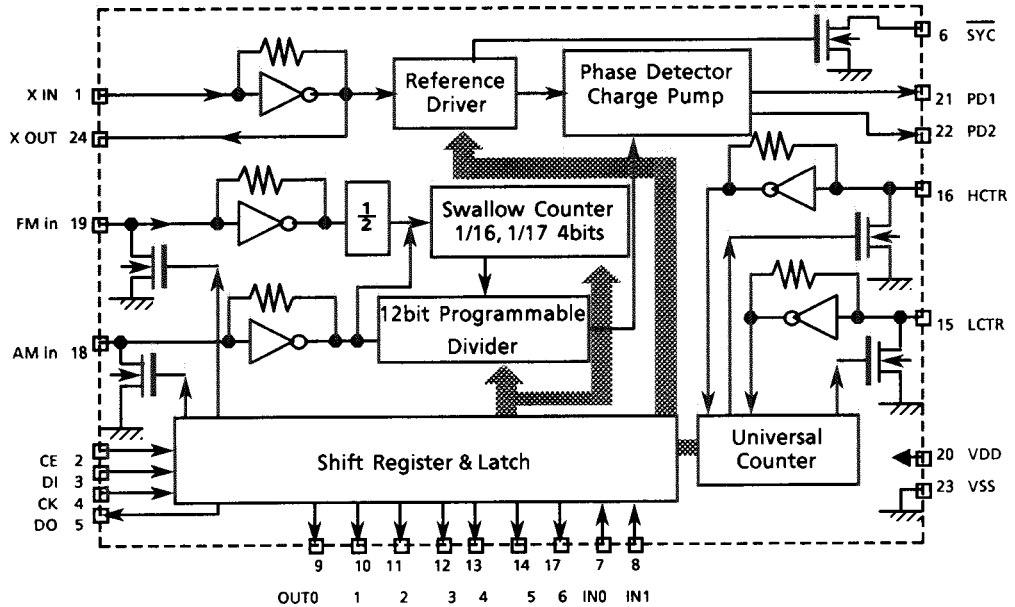 6 SYC
X IN 1
Reference
Driver
Phase Detector
Charge Pump
21 PD1
X OUT 24
22 PD2
16 HCTR
FM in 19
1
2
Swallow Counter
1/16, 1/17 4bits
12bit Programmable
Divider
15 LCTR
AM in 18
Shift Register & Latch
Universal
Counter
CE 2
DI 3
CK 4
DO 5
20 VDD
23 VSS
9 10 11 12 13 14 17 7 8
OUT0 1 2 3 4 5 6 IN0 IN1